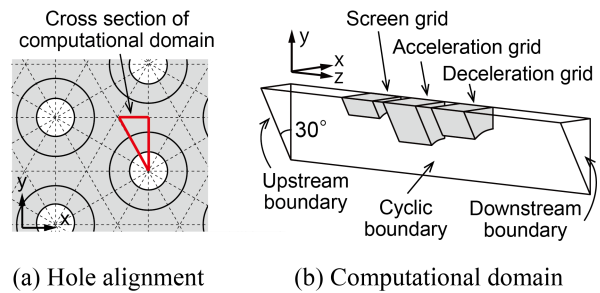 Cross section of
computational domain
y
x
(a) Hole alignment
Screen grid
Acceleration grid
Deceleration grid
y
x
z
30°
Upstream
boundary
Cyclic
boundary
Downstream
boundary
(b) Computational domain